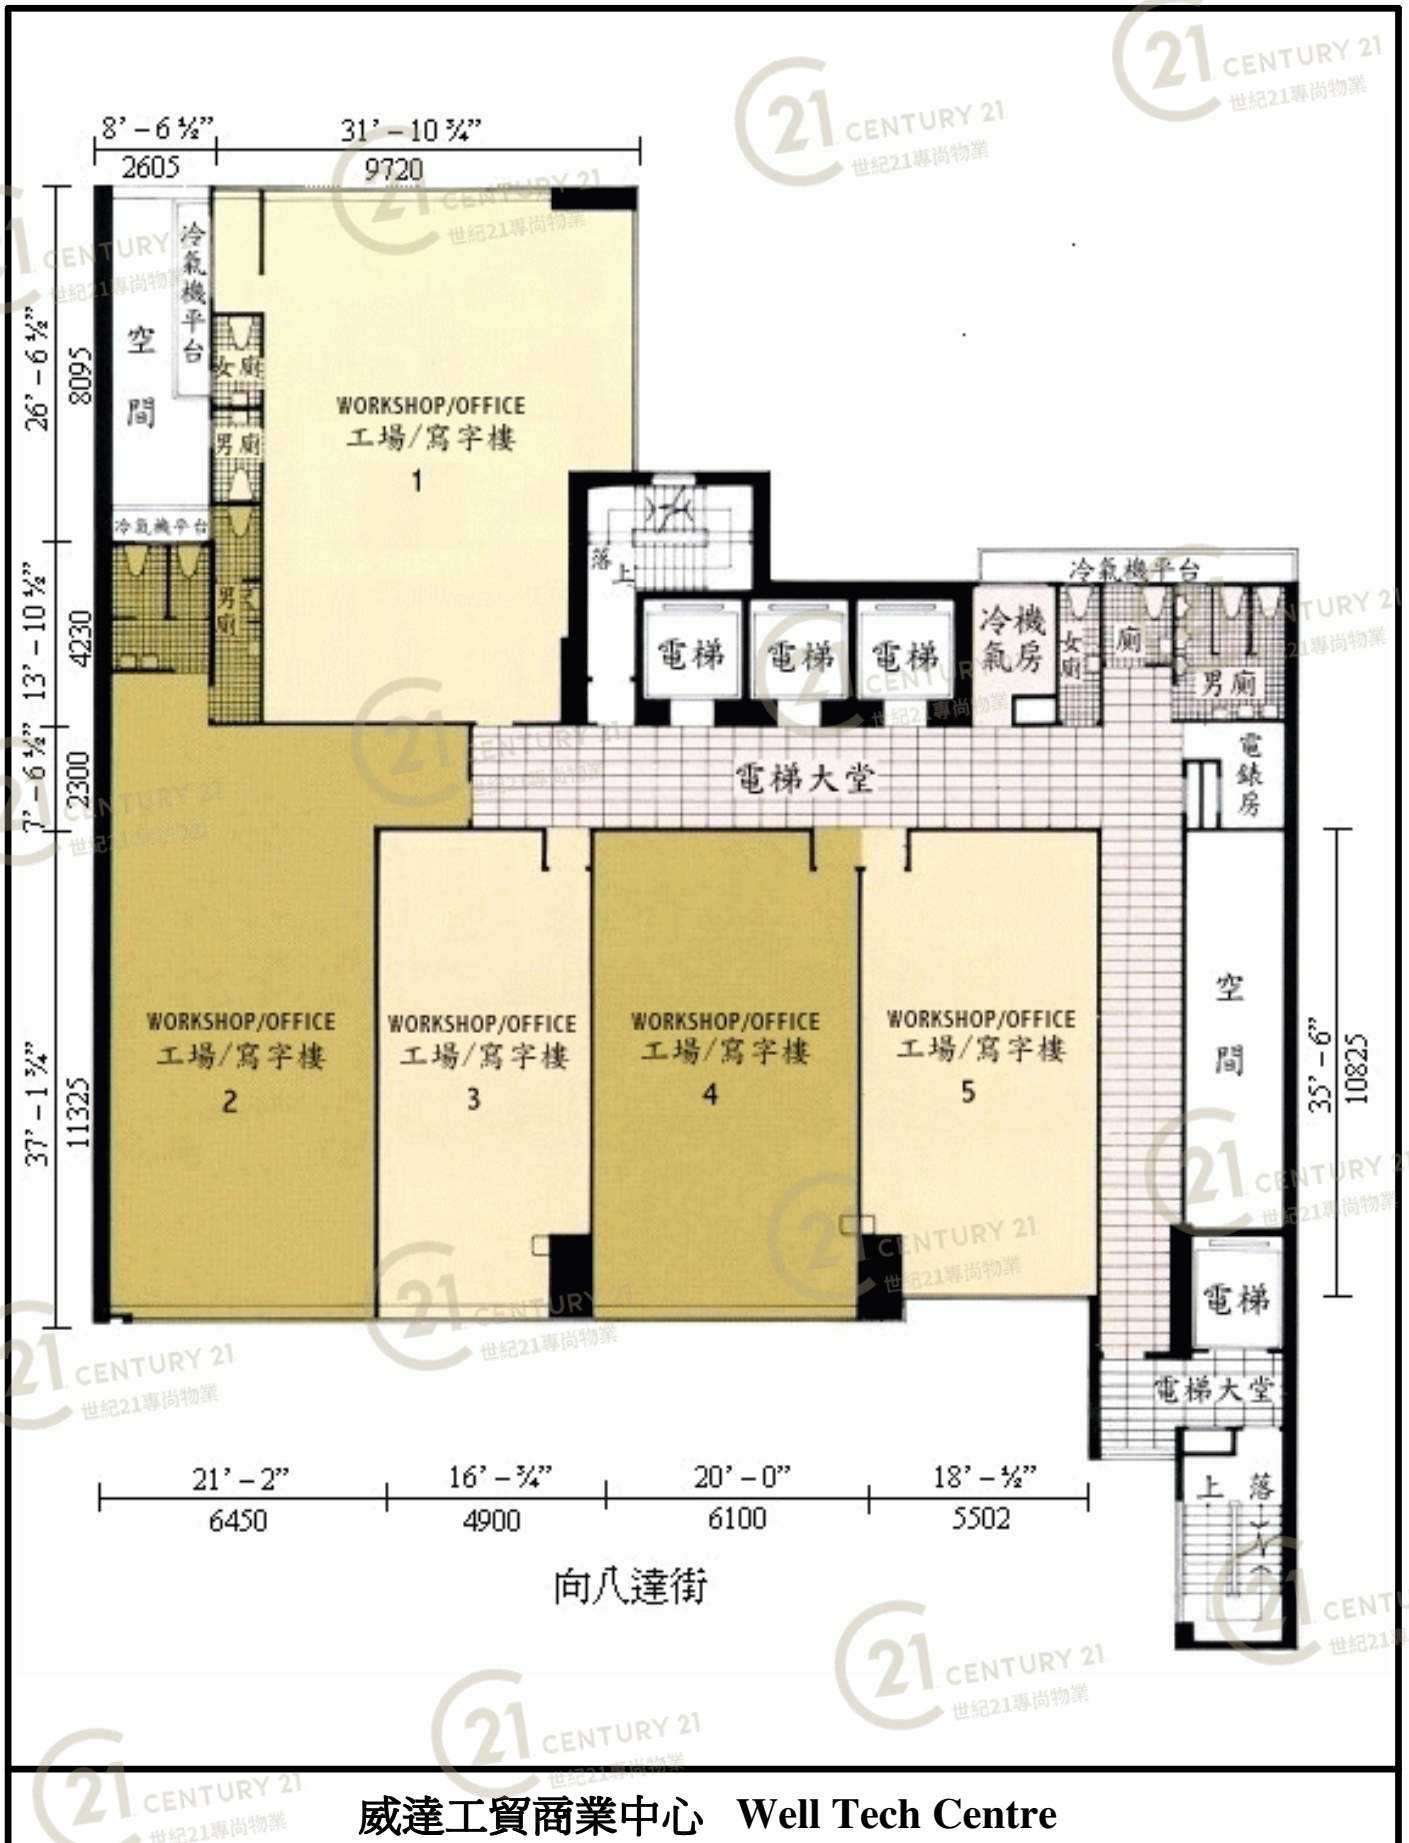 8' – 6 ½"
31' – 10 ¾"
2605
9720
26' – 6 ½"
8095
13' – 10 ½"
4230
7' – 6 ½"
2300
37' – 1 ¾"
11325
冷氣機平台
空間
女廁
男廁
WORKSHOP/OFFICE
工場/寫字樓
1
冷氣機平台
男廁
落
上
電梯
電梯
電梯
冷氣機房
冷氣機平台
女廁
廁
男廁
電錶房
電梯大堂
WORKSHOP/OFFICE
工場/寫字樓
2
WORKSHOP/OFFICE
工場/寫字樓
3
WORKSHOP/OFFICE
工場/寫字樓
4
WORKSHOP/OFFICE
工場/寫字樓
5
空間
35' – 6"
10825
電梯
電梯大堂
上 落
21' – 2"
16' – ¾"
20' – 0"
18' – ½"
6450
4900
6100
5502
向八達街
威達工貿商業中心 Well Tech Centre
21 CENTURY 21
世紀21專尚物業